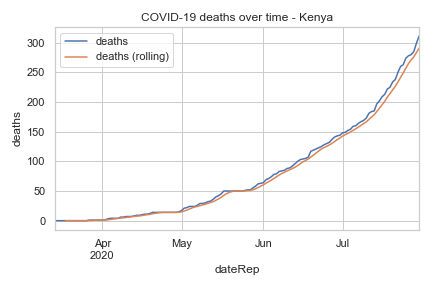 COVID-19 deaths over time - Kenya
deaths
deaths (rolling)
300
250
200
150
100
50
0
deaths
Apr
2020
May
Jun
Jul
dateRep